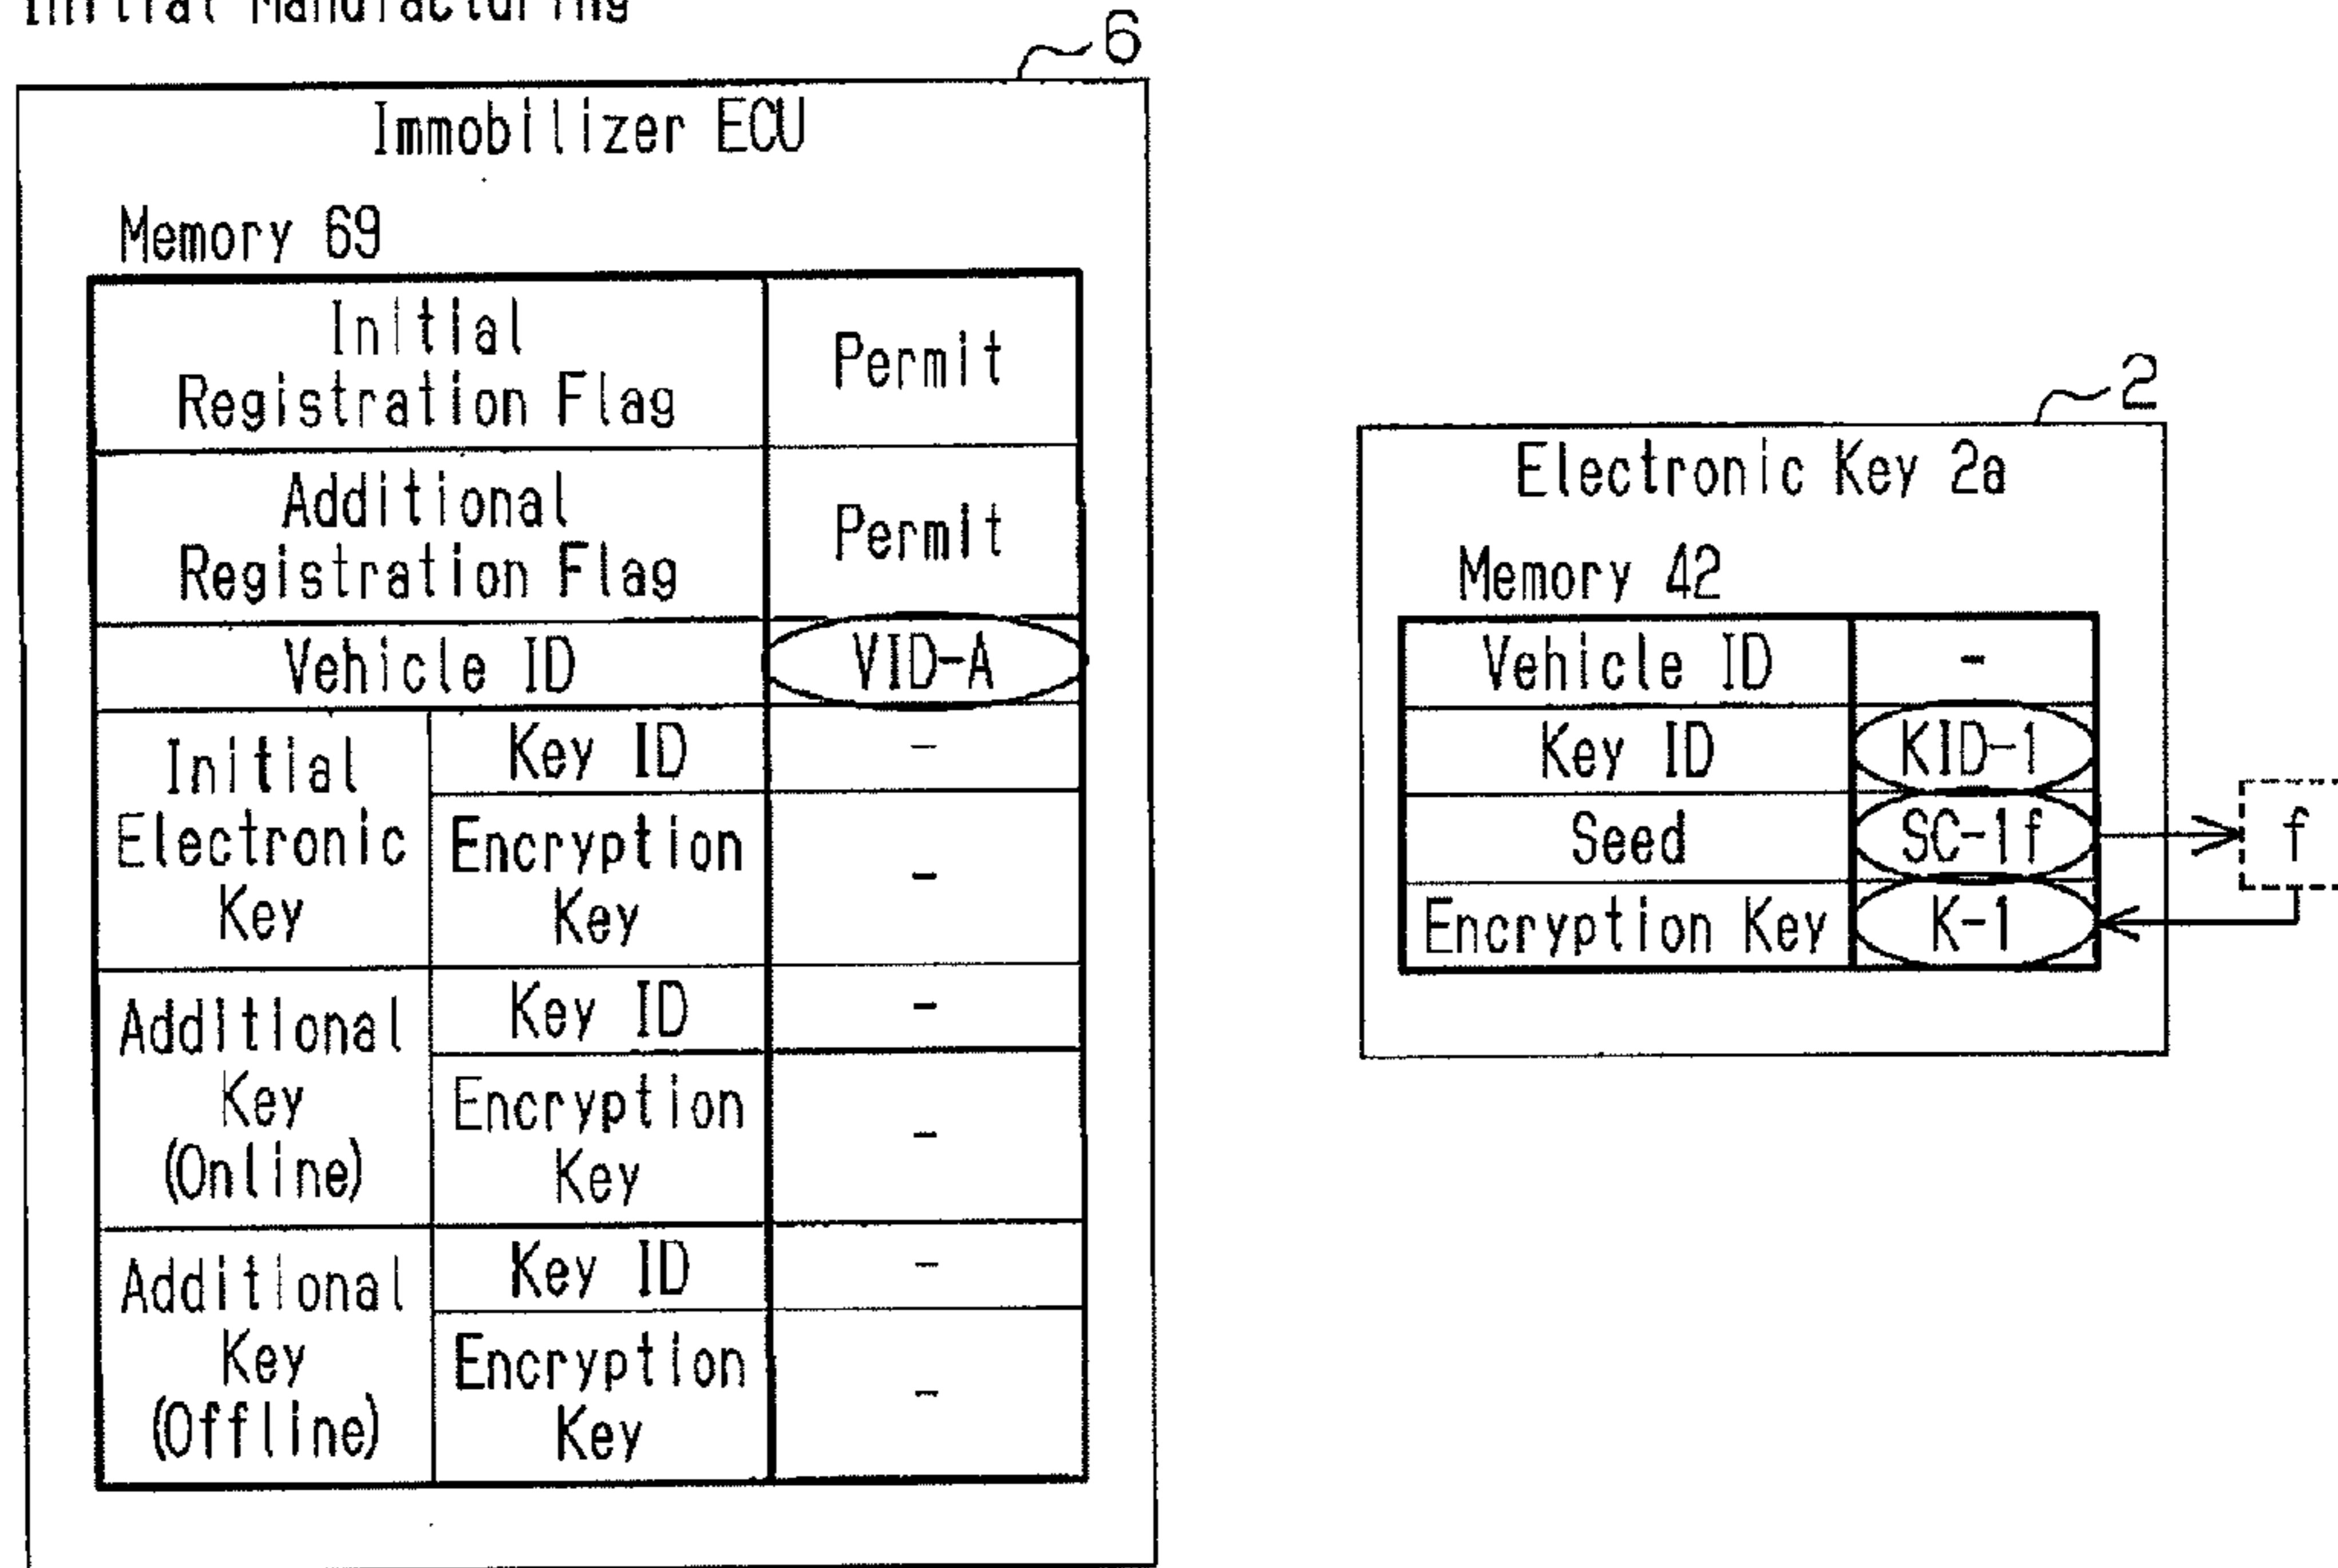 Initial Manufacturing
6
Immobilizer ECU
Memory 69
Initial
Registration Flag
Permit
Additional
Registration Flag
Permit
Vehicle ID
VID-A
Initial
Electronic
Key
Key ID
-
Encryption
Key
-
Additional
Key
(Online)
Key ID
-
Encryption
Key
-
Additional
Key
(Offline)
Key ID
-
Encryption
Key
-
2
Electronic Key 2a
Memory 42
Vehicle ID
-
Key ID
KID-1
Seed
SC-1f
Encryption Key
K-1
f